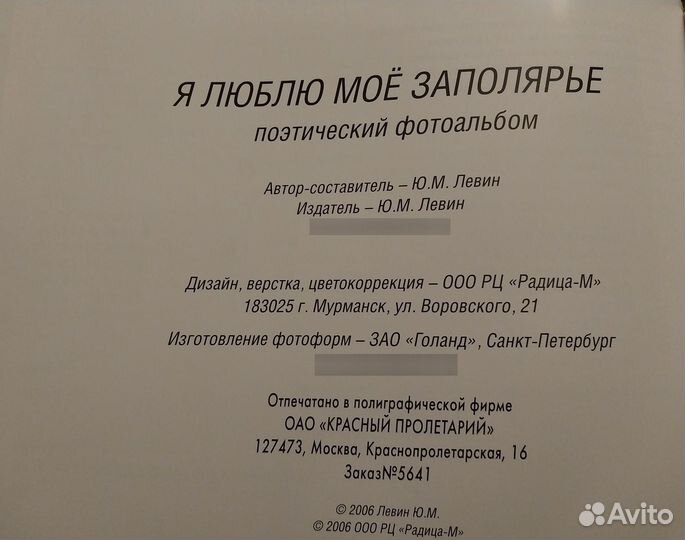 Я ЛЮБЛЮ МОЁ ЗАПОЛЯРЬЕ
поэтический фотоальбом
Автор-составитель – Ю.М. Левин
Издатель – Ю.М. Левин
Дизайн, верстка, цветокоррекция – ООО РЦ «Радица-М»
183025 г. Мурманск, ул. Воровского, 21
Изготовление фотоформ – ЗАО «Голанд», Санкт-Петербург
Отпечатано в полиграфической фирме
ОАО «КРАСНЫЙ ПРОЛЕТАРИЙ»
127473, Москва, Краснопролетарская, 16
Заказ№5641
© 2006 Левин Ю.М.
© 2006 ООО РЦ «Радица-М»
Avito